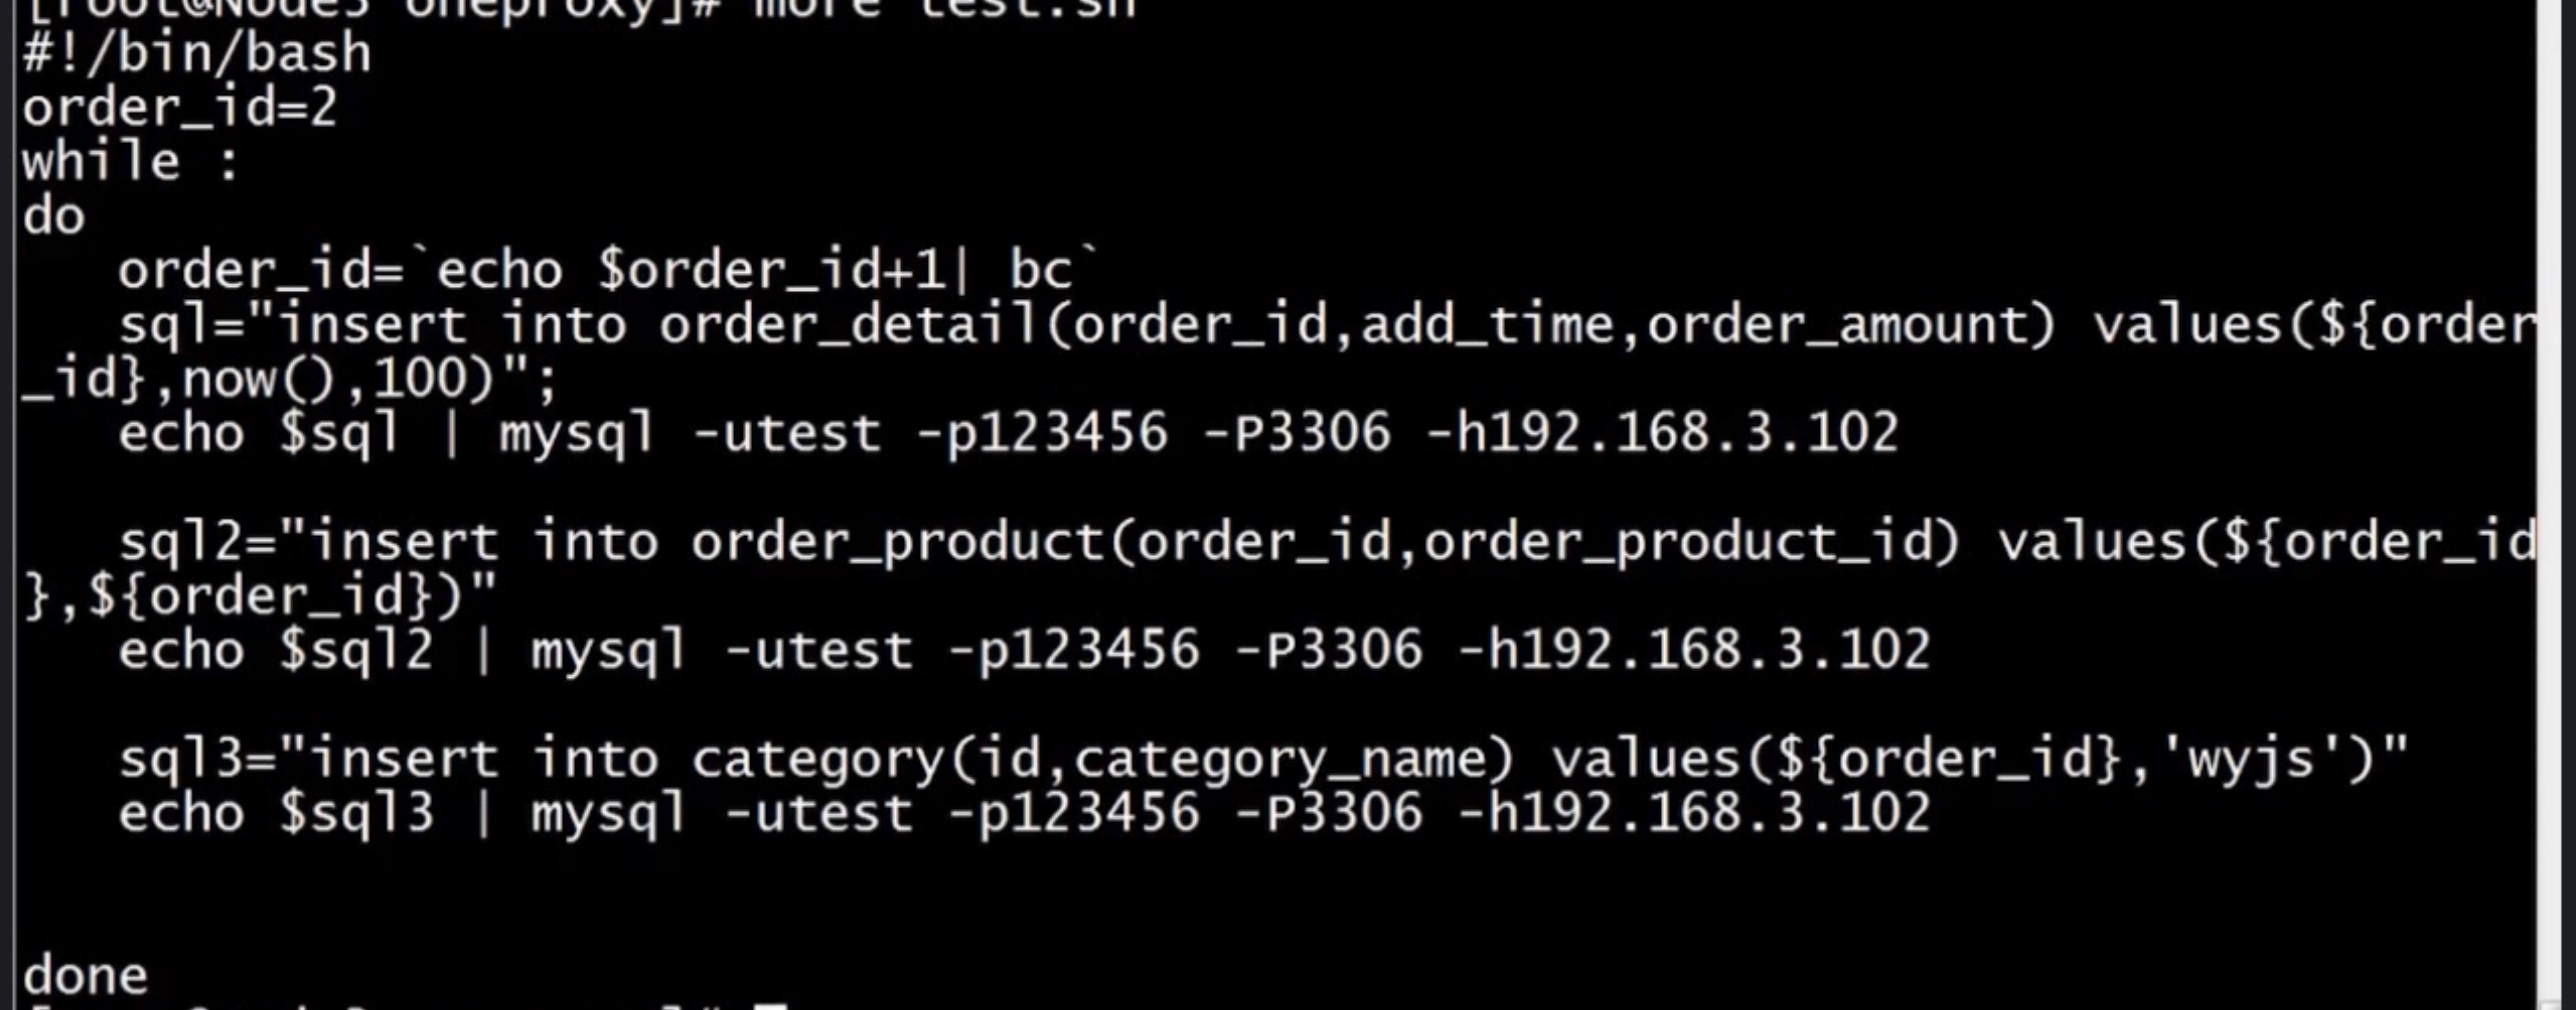 [root@Node3 oneproxy]# more test.sh
#!/bin/bash
order_id=2
while :
do
   order_id=`echo $order_id+1| bc`
   sql="insert into order_detail(order_id,add_time,order_amount) values(${order
_id},now(),100)";
   echo $sql | mysql -utest -p123456 -P3306 -h192.168.3.102
   sql2="insert into order_product(order_id,order_product_id) values(${order_id
},${order_id})"
   echo $sql2 | mysql -utest -p123456 -P3306 -h192.168.3.102
   sql3="insert into category(id,category_name) values(${order_id},'wyjs')"
   echo $sql3 | mysql -utest -p123456 -P3306 -h192.168.3.102
done